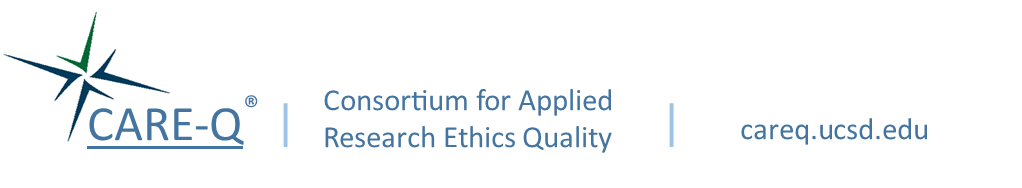 CARE-Q®
Consortium for Applied
Research Ethics Quality
careq.ucsd.edu